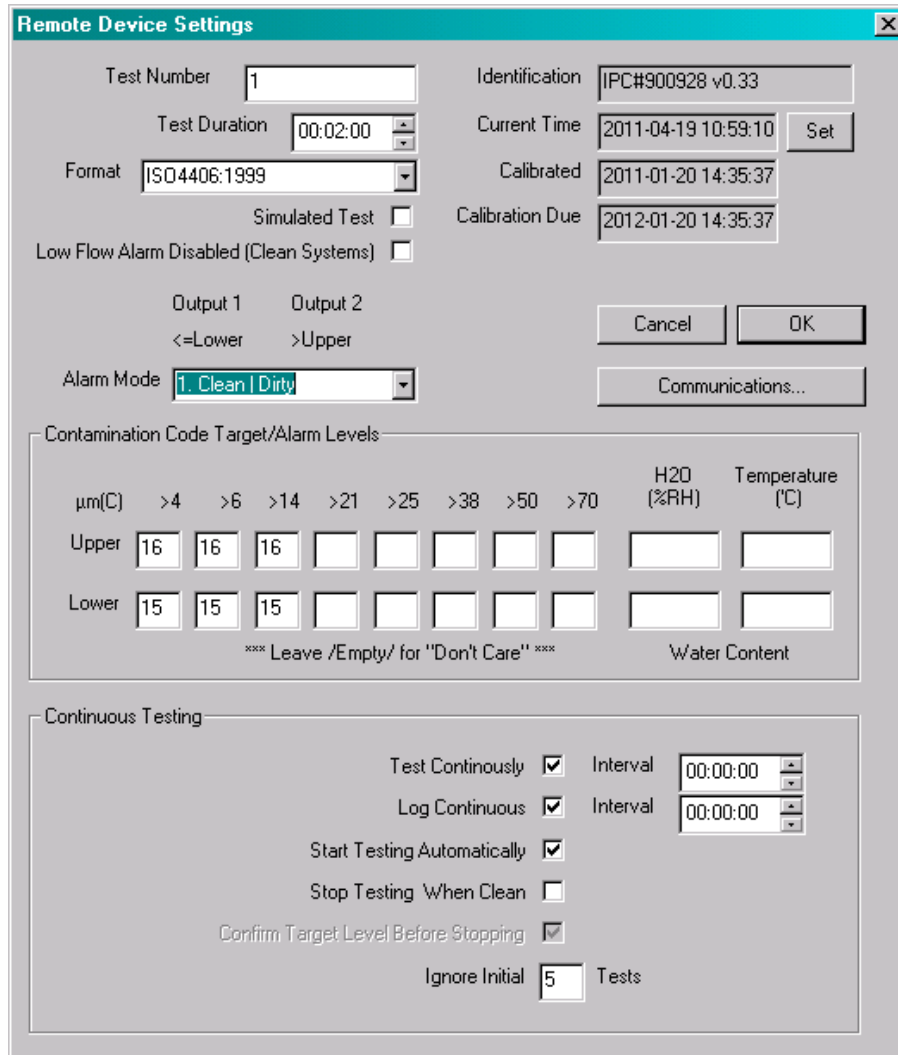 Remote Device Settings
Test Number 1 Identification IPC#900928 v0.33
Test Duration 00:02:00 Current Time 2011-04-19 10:59:10 Set
Format ISO4406:1999 Calibrated 2011-01-20 14:35:37
Simulated Test Calibration Due 2012-01-20 14:35:37
Low Flow Alarm Disabled (Clean Systems)
Output 1 Output 2
<=Lower >Upper Cancel OK
Alarm Mode 1. Clean | Dirty Communications...
Contamination Code Target/Alarm Levels
H2O Temperature
µm(C) >4 >6 >14 >21 >25 >38 >50 >70 (%RH) ('C)
Upper 16 16 16
Lower 15 15 15
*** Leave /Empty/ for "Don't Care" *** Water Content
Continuous Testing
Test Continously Interval 00:00:00
Log Continuous Interval 00:00:00
Start Testing Automatically
Stop Testing When Clean
Confirm Target Level Before Stopping
Ignore Initial 5 Tests